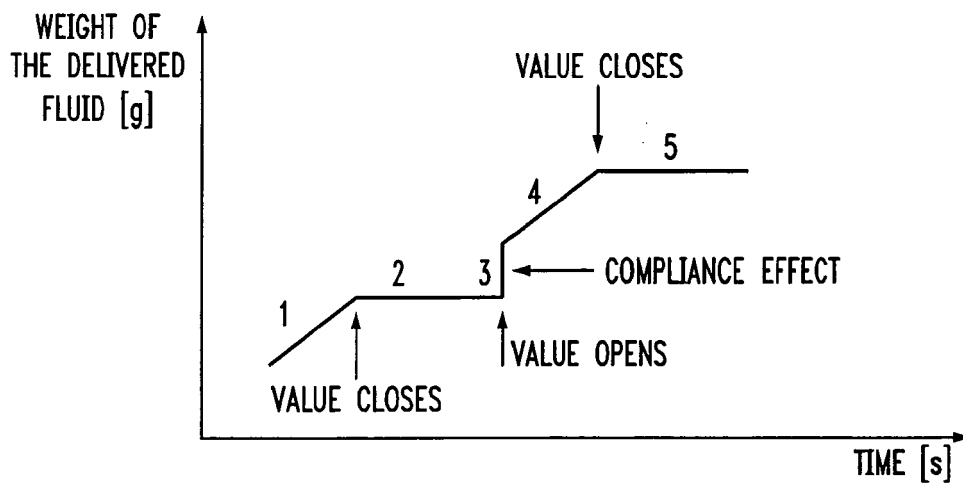 WEIGHT OF
THE DELIVERED
FLUID [g]
VALUE CLOSES
5
4
2
3
COMPLIANCE EFFECT
1
VALUE OPENS
VALUE CLOSES
TIME [s]